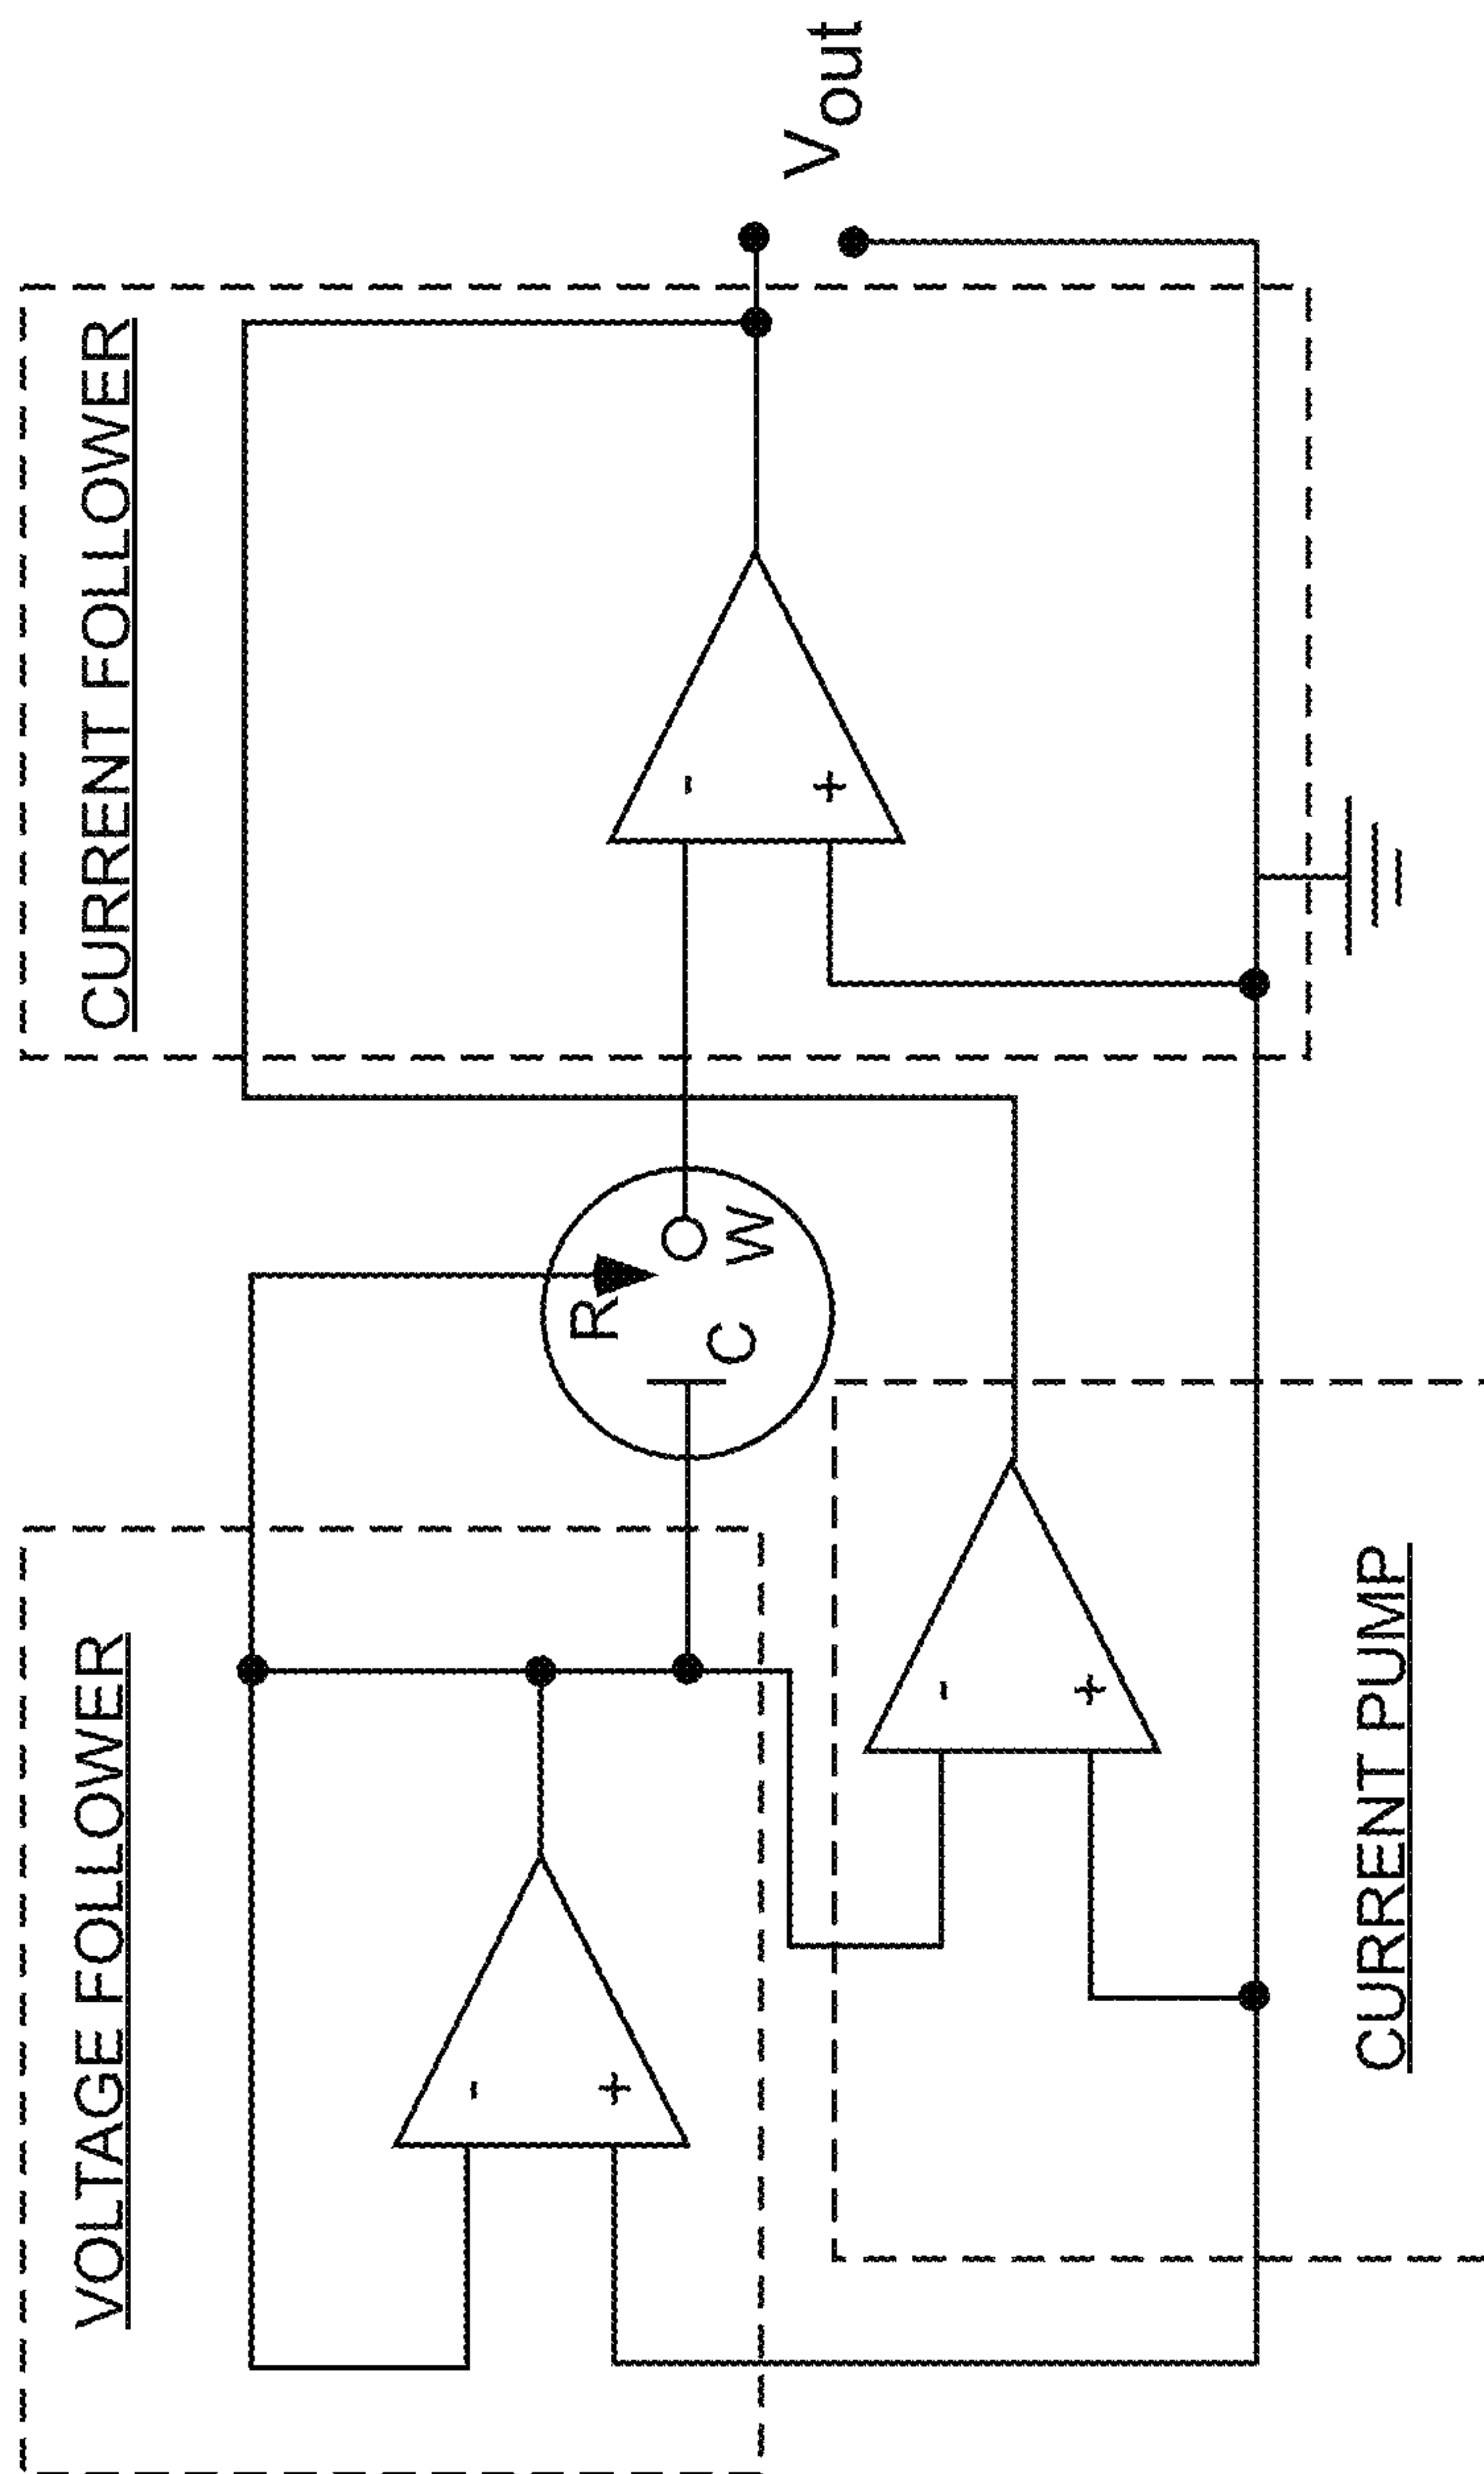 VOLTAGE FOLLOWER
CURRENT FOLLOWER
-
+
R
C
W
-
+
Vout
-
+
CURRENT PUMP